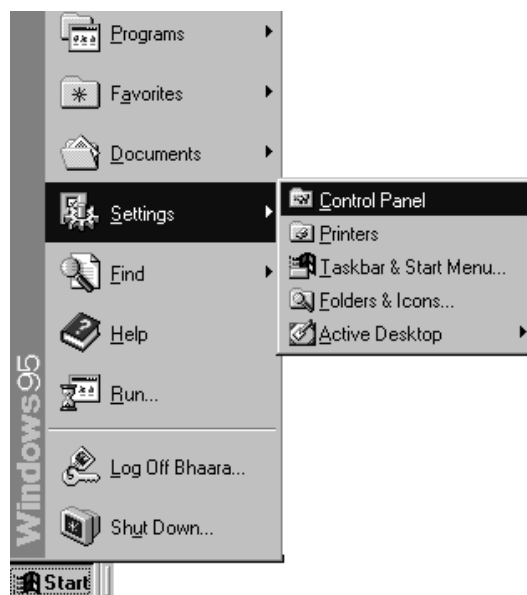 Programs
Favorites
Documents
Settings
Control Panel
Printers
Taskbar & Start Menu...
Folders & Icons...
Active Desktop
Find
Help
Run...
Log Off Bhaara...
Shut Down...
Windows95
Start